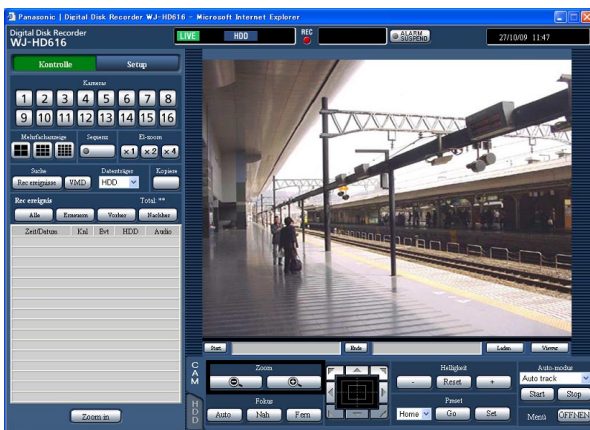 Panasonic | Digital Disk Recorder WJ-HD616 - Microsoft Internet Explorer
Digital Disk Recorder
WJ-HD616
LIVE HDD REC ALARM SUSPEND 27/10/09 11:47
Kontrolle Setup
Kameras
1 2 3 4 5 6 7 8
9 10 11 12 13 14 15 16
Mehrfachanzeige Sequenz El-zoom
x1 x2 x4
Suche Datenträger Kopiere
Rec ereignisse VMD HDD
Rec ereignis Total: **
Alle Erneuern Vorher Nachher
Zeit/Datum Knl Evt HDD Audio
Zoom in
Start Ende Laden Viewer
CAM
HDD
Zoom
Fokus
Auto Nah Fern
Helligkeit
- Reset +
Preset
Home Go Set
Auto-modus
Auto track
Start Stop
Menü ÖFFNEN